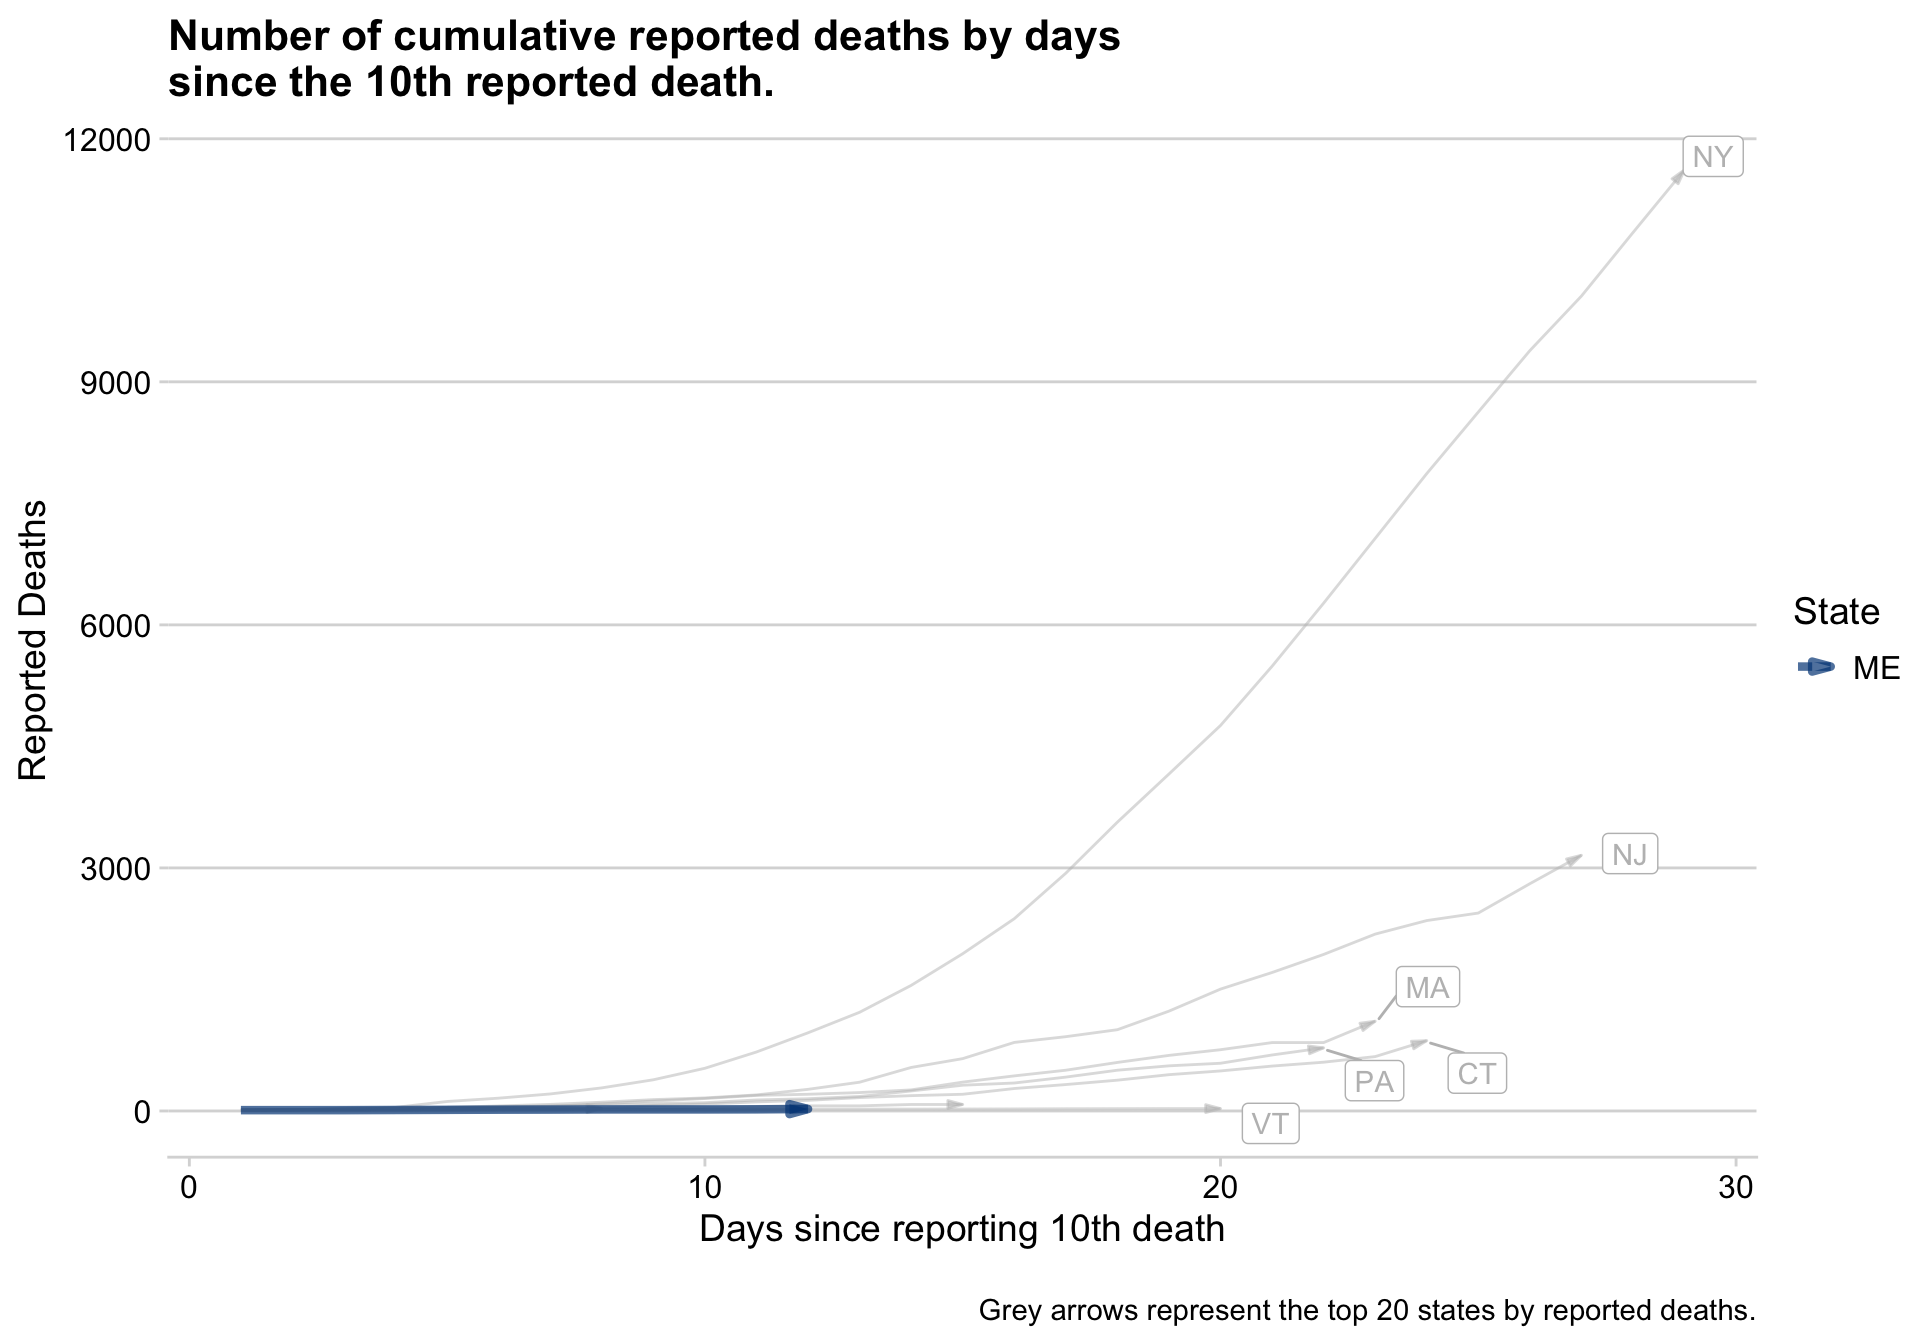 Number of cumulative reported deaths by days
since the 10th reported death.
12000
9000
6000
3000
0
Reported Deaths
NY
NJ
MA
PA
CT
VT
State
ME
0
10
20
30
Days since reporting 10th death
Grey arrows represent the top 20 states by reported deaths.